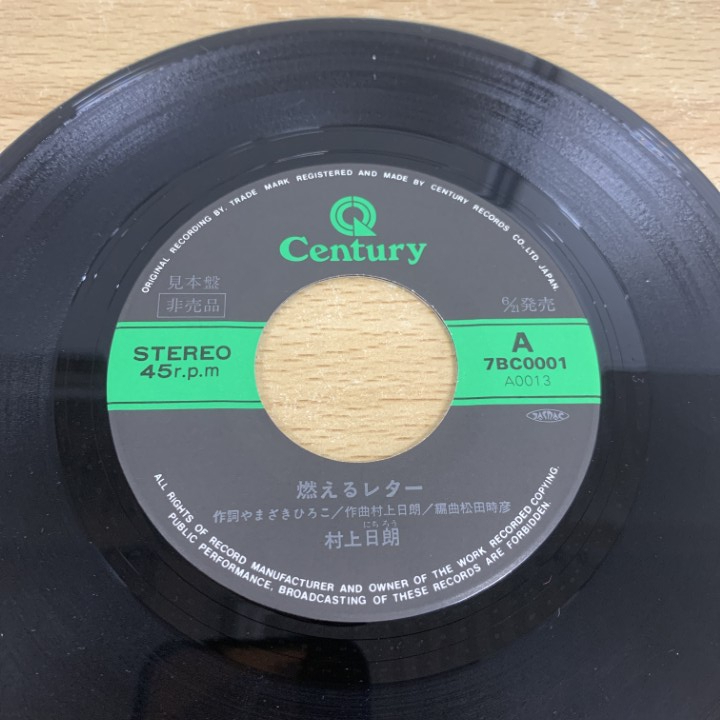 ORIGINAL RECORDING BY. TRADE MARK REGISTERED AND MADE BY CENTURY RECORDS CO., LTD. JAPAN.
Century
見本盤
非売品
6/21発売
STEREO
45r.p.m
A
7BC0001
A0013
燃えるレター
作詞やまざきひろこ/作曲村上日朗/編曲松田時彦
にちろう
村上日朗
ALL RIGHTS OF RECORD MANUFACTURER AND OWNER OF THE WORK RECORDED COPYING,
PUBLIC PERFORMANCE, BROADCASTING OF THESE RECORDS ARE FORBIDDEN.